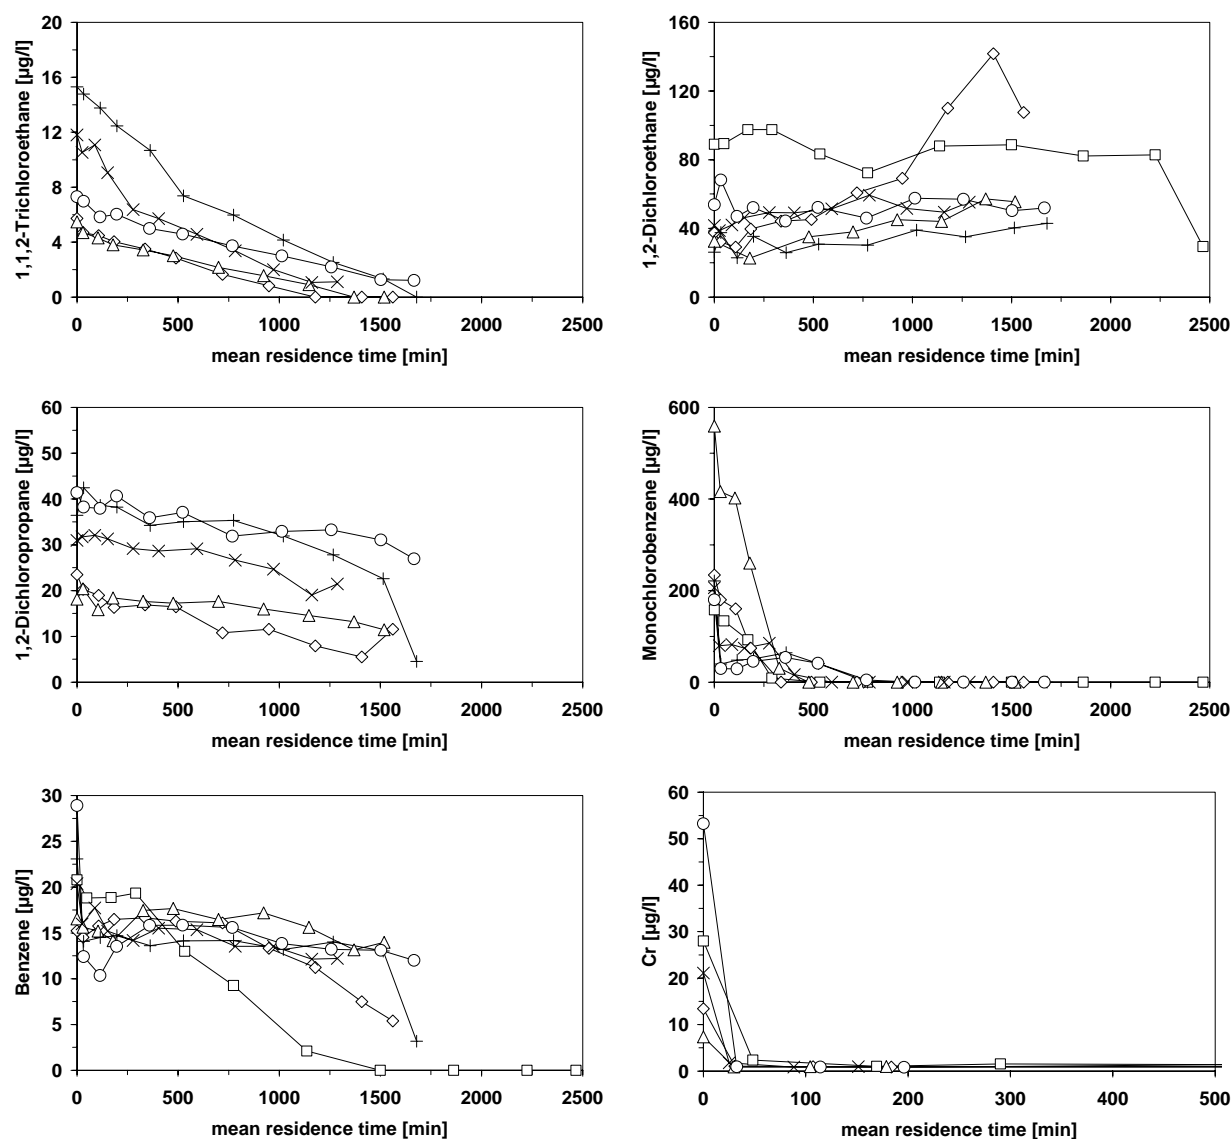 1,1,2-Trichloroethane [µg/l]
20
16
12
8
4
0
0 500 1000 1500 2000 2500
mean residence time [min]
1,2-Dichloroethane [µg/l]
160
120
80
40
0
0 500 1000 1500 2000 2500
mean residence time [min]
1,2-Dichloropropane [µg/l]
60
50
40
30
20
10
0
0 500 1000 1500 2000 2500
mean residence time [min]
Monochlorobenzene [µg/l]
600
400
200
0
0 500 1000 1500 2000 2500
mean residence time [min]
Benzene [µg/l]
30
25
20
15
10
5
0
0 500 1000 1500 2000 2500
mean residence time [min]
Cr [µg/l]
60
50
40
30
20
10
0
0 100 200 300 400 500
mean residence time [min]